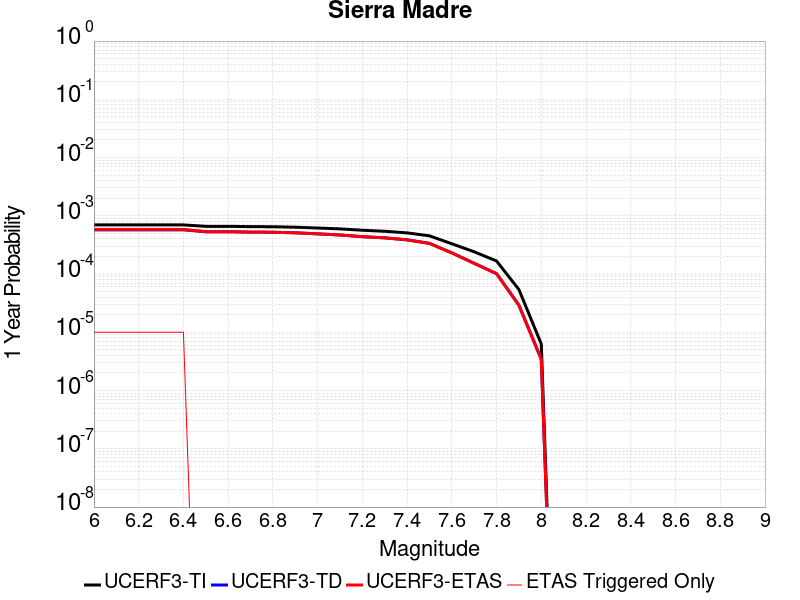 Sierra Madre
10^0
10^-1
10^-2
10^-3
10^-4
10^-5
10^-6
10^-7
10^-8
1 Year Probability
6 6.2 6.4 6.6 6.8 7 7.2 7.4 7.6 7.8 8 8.2 8.4 8.6 8.8 9
Magnitude
UCERF3-TI UCERF3-TD UCERF3-ETAS ETAS Triggered Only